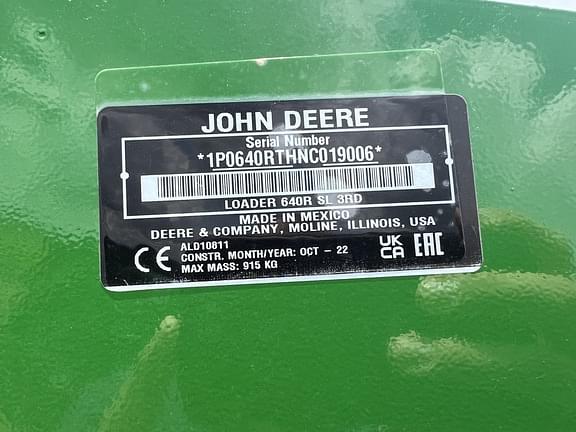 JOHN DEERE
Serial Number
*1P0640RTHNC019006*
LOADER 640R SL 3RD
MADE IN MEXICO
DEERE & COMPANY, MOLINE, ILLINOIS, USA
CE
ALD10811
CONSTR. MONTH/YEAR: OCT - 22
MAX MASS: 915 KG
UK
CA
EAC